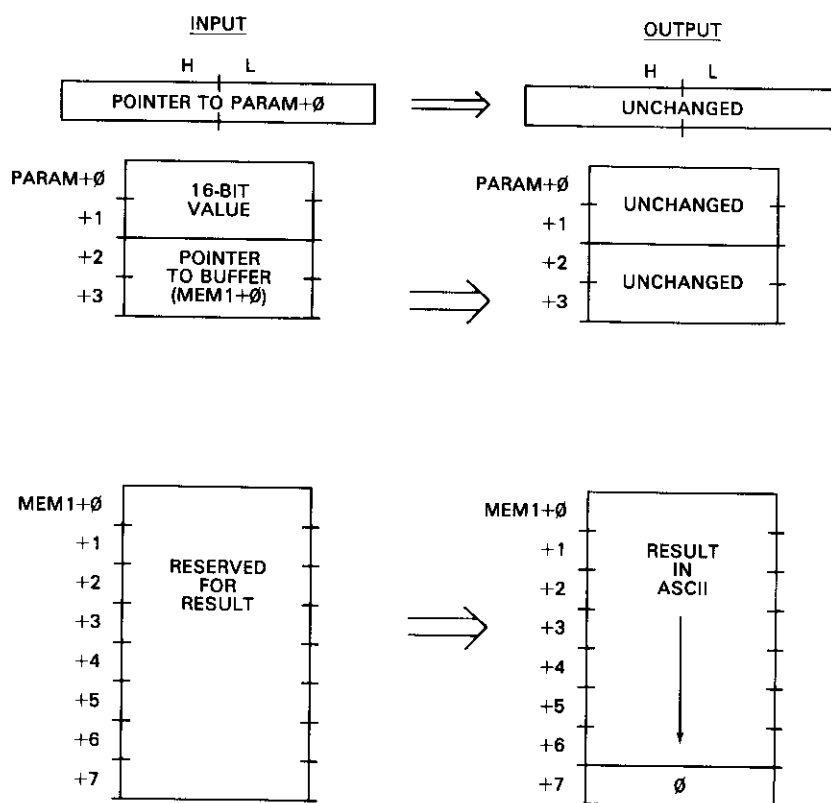 INPUT
H L
POINTER TO PARAM+Ø
PARAM+Ø
+1
+2
+3
16-BIT
VALUE
POINTER
TO BUFFER
(MEM1+Ø)
OUTPUT
H L
UNCHANGED
PARAM+Ø
+1
+2
+3
UNCHANGED
UNCHANGED
MEM1+Ø
+1
+2
+3
+4
+5
+6
+7
RESERVED
FOR
RESULT
MEM1+Ø
+1
+2
+3
+4
+5
+6
+7
RESULT
IN
ASCII
Ø